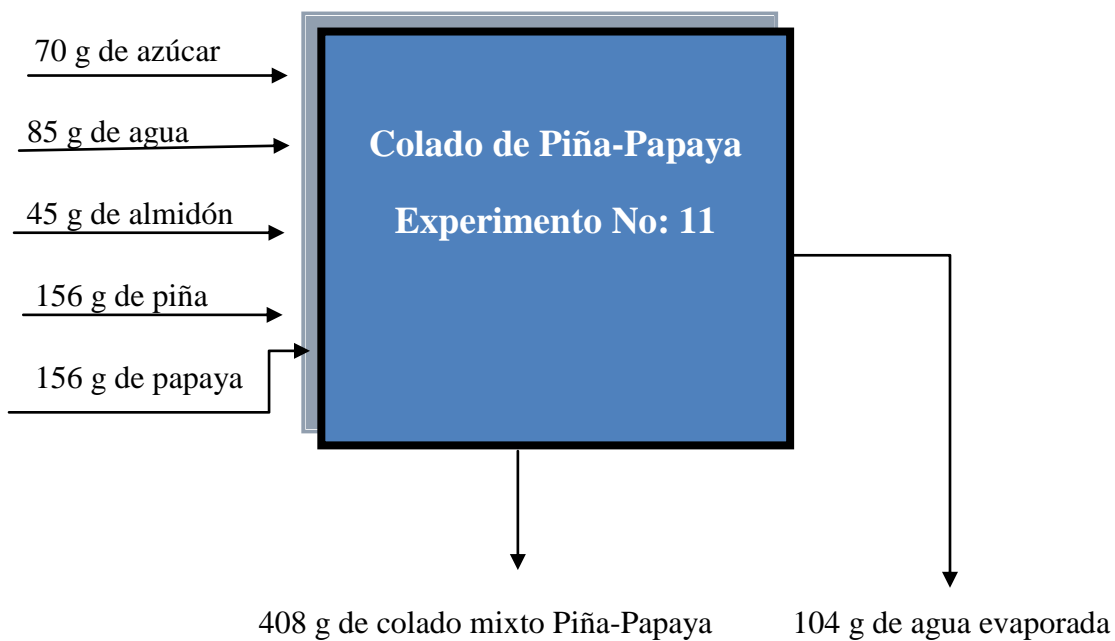 70 g de azúcar
85 g de agua
45 g de almidón
156 g de piña
156 g de papaya
Colado de Piña-Papaya
Experimento No: 11
408 g de colado mixto Piña-Papaya
104 g de agua evaporada